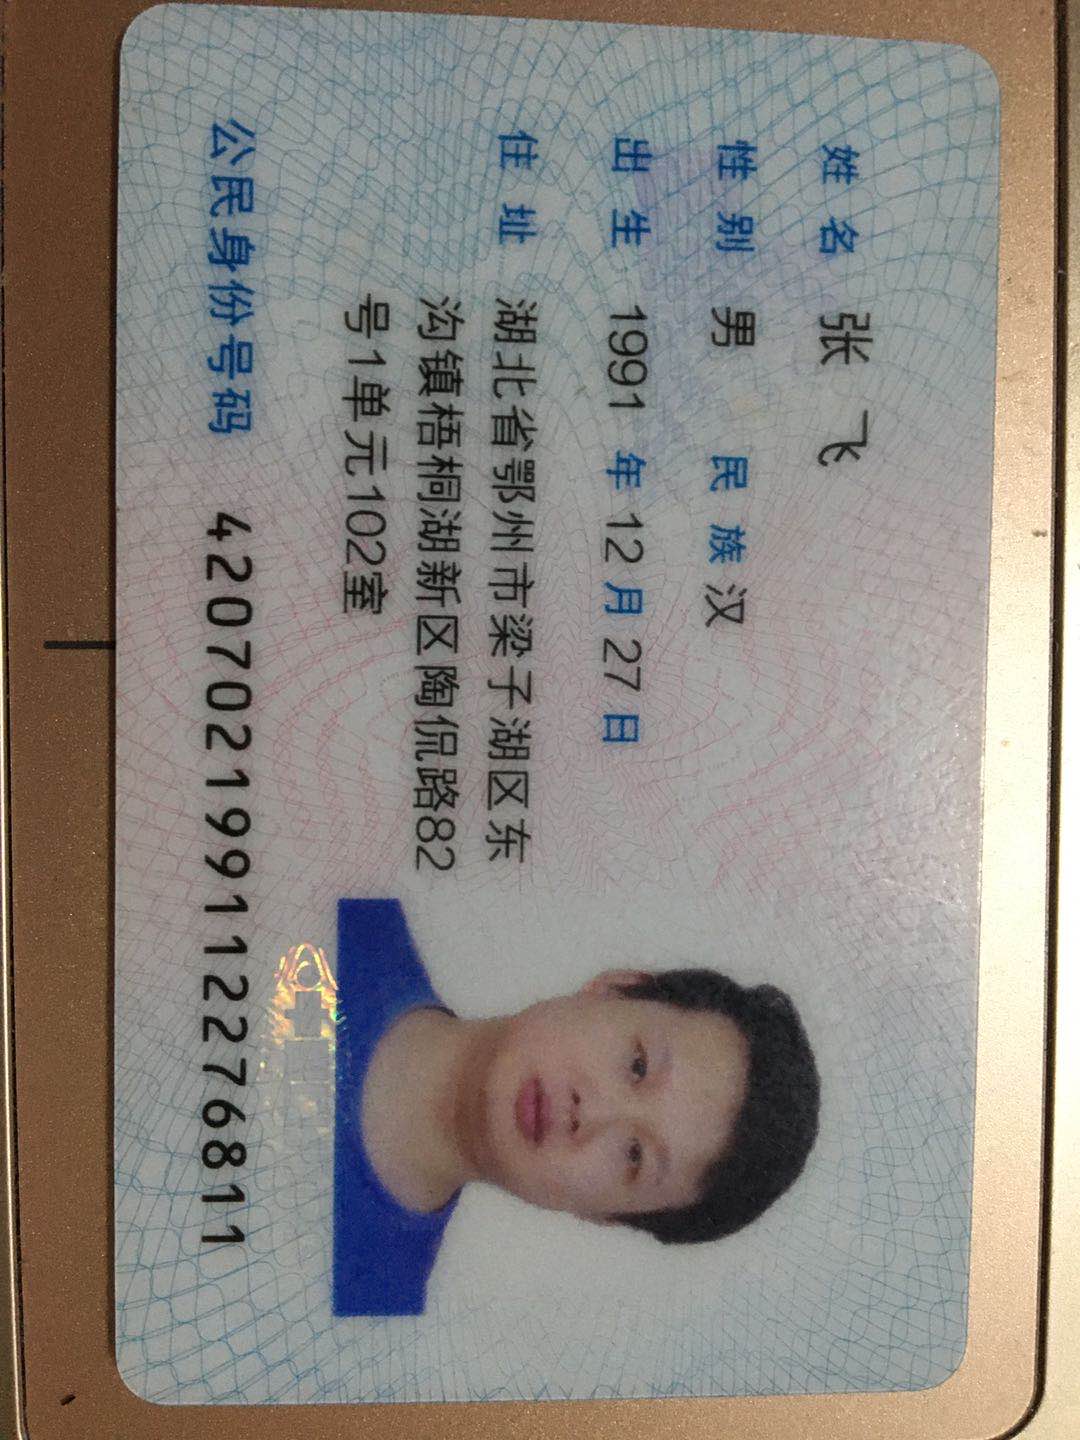 姓名 张飞
性别 男 民族 汉
出生 1991 年 12 月 27 日
住址 湖北省鄂州市梁子湖区东
沟镇梧桐湖新区陶侃路82
号1单元102室
公民身份号码 420702199112276811